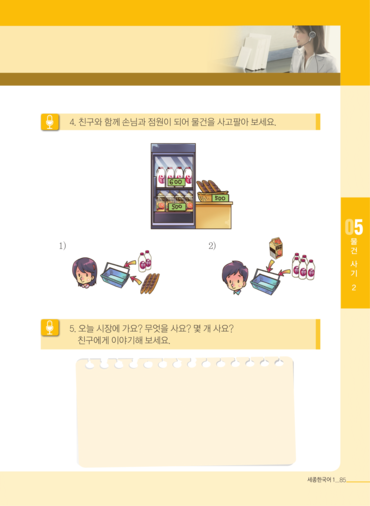 4. 친구와 함께 손님과 점원이 되어 물건을 사고팔아 보세요.
600
500
500
1)
2)
5. 오늘 시장에 가요? 무엇을 사요? 몇 개 사요?
친구에게 이야기해 보세요.
05
물건 사기 2
세종한국어 1_85